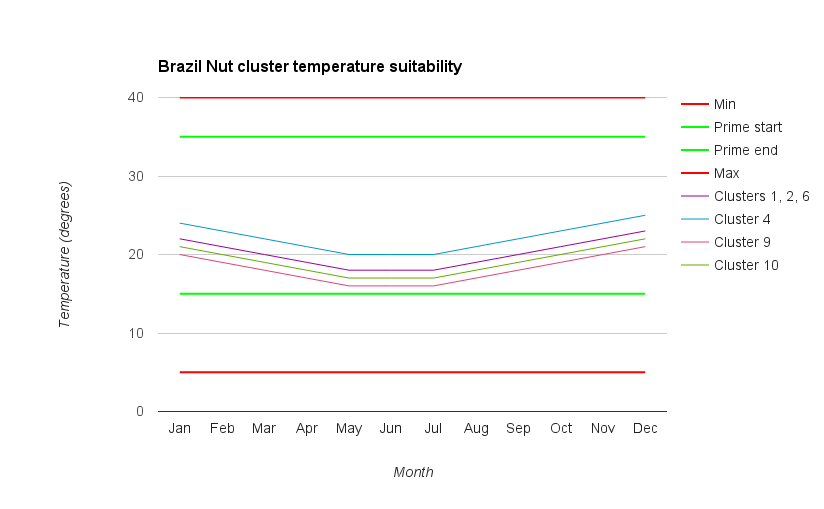 Brazil Nut cluster temperature suitability
40
30
20
10
0
Temperature (degrees)
Jan Feb Mar Apr May Jun Jul Aug Sep Oct Nov Dec
Month
Min
Prime start
Prime end
Max
Clusters 1, 2, 6
Cluster 4
Cluster 9
Cluster 10